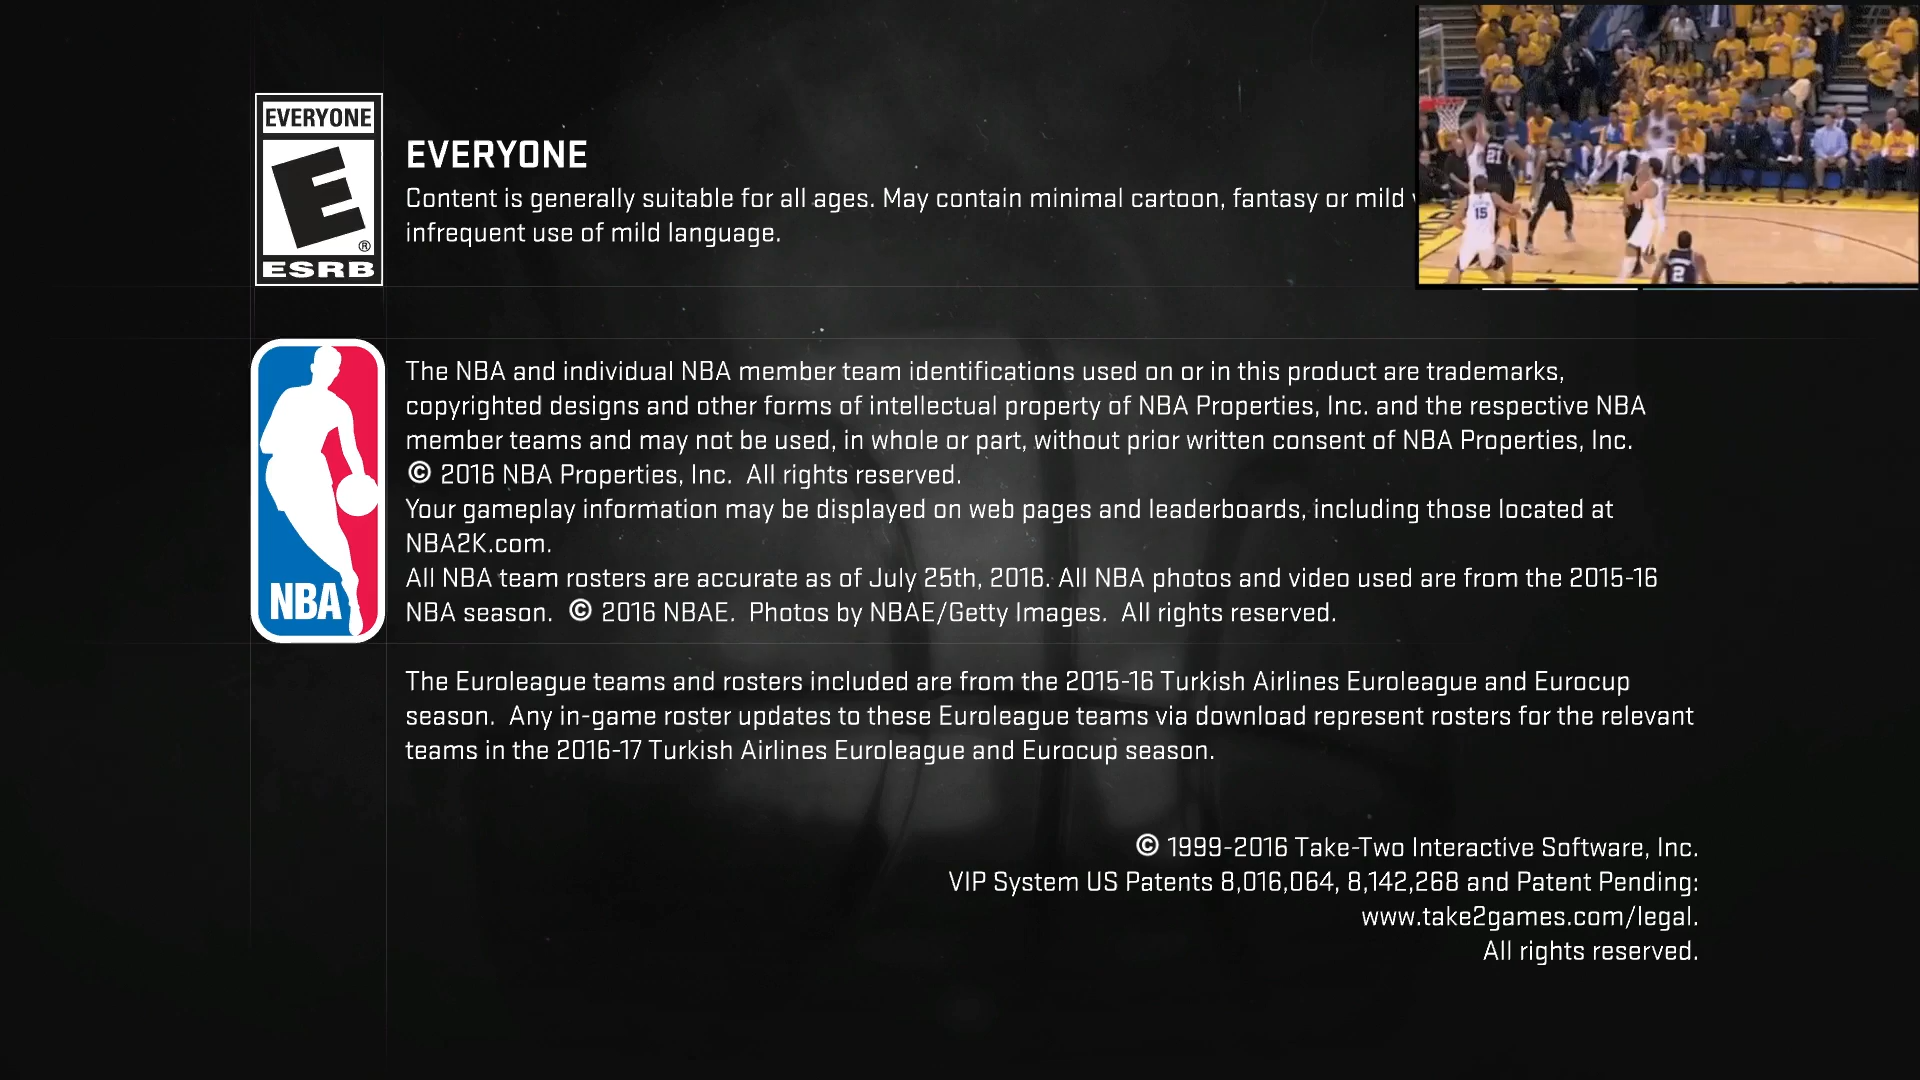 EVERYONE
E
®
ESRB
EVERYONE
Content is generally suitable for all ages. May contain minimal cartoon, fantasy or mild
infrequent use of mild language.
21
15
2
The NBA and individual NBA member team identifications used on or in this product are trademarks,
copyrighted designs and other forms of intellectual property of NBA Properties, Inc. and the respective NBA
member teams and may not be used, in whole or part, without prior written consent of NBA Properties, Inc.
© 2016 NBA Properties, Inc.  All rights reserved.
Your gameplay information may be displayed on web pages and leaderboards, including those located at
NBA2K.com.
All NBA team rosters are accurate as of July 25th, 2016. All NBA photos and video used are from the 2015-16
NBA season.  © 2016 NBAE.  Photos by NBAE/Getty Images.  All rights reserved.
NBA
The Euroleague teams and rosters included are from the 2015-16 Turkish Airlines Euroleague and Eurocup
season.  Any in-game roster updates to these Euroleague teams via download represent rosters for the relevant
teams in the 2016-17 Turkish Airlines Euroleague and Eurocup season.
© 1999-2016 Take-Two Interactive Software, Inc.
VIP System US Patents 8,016,064, 8,142,268 and Patent Pending:
www.take2games.com/legal.
All rights reserved.